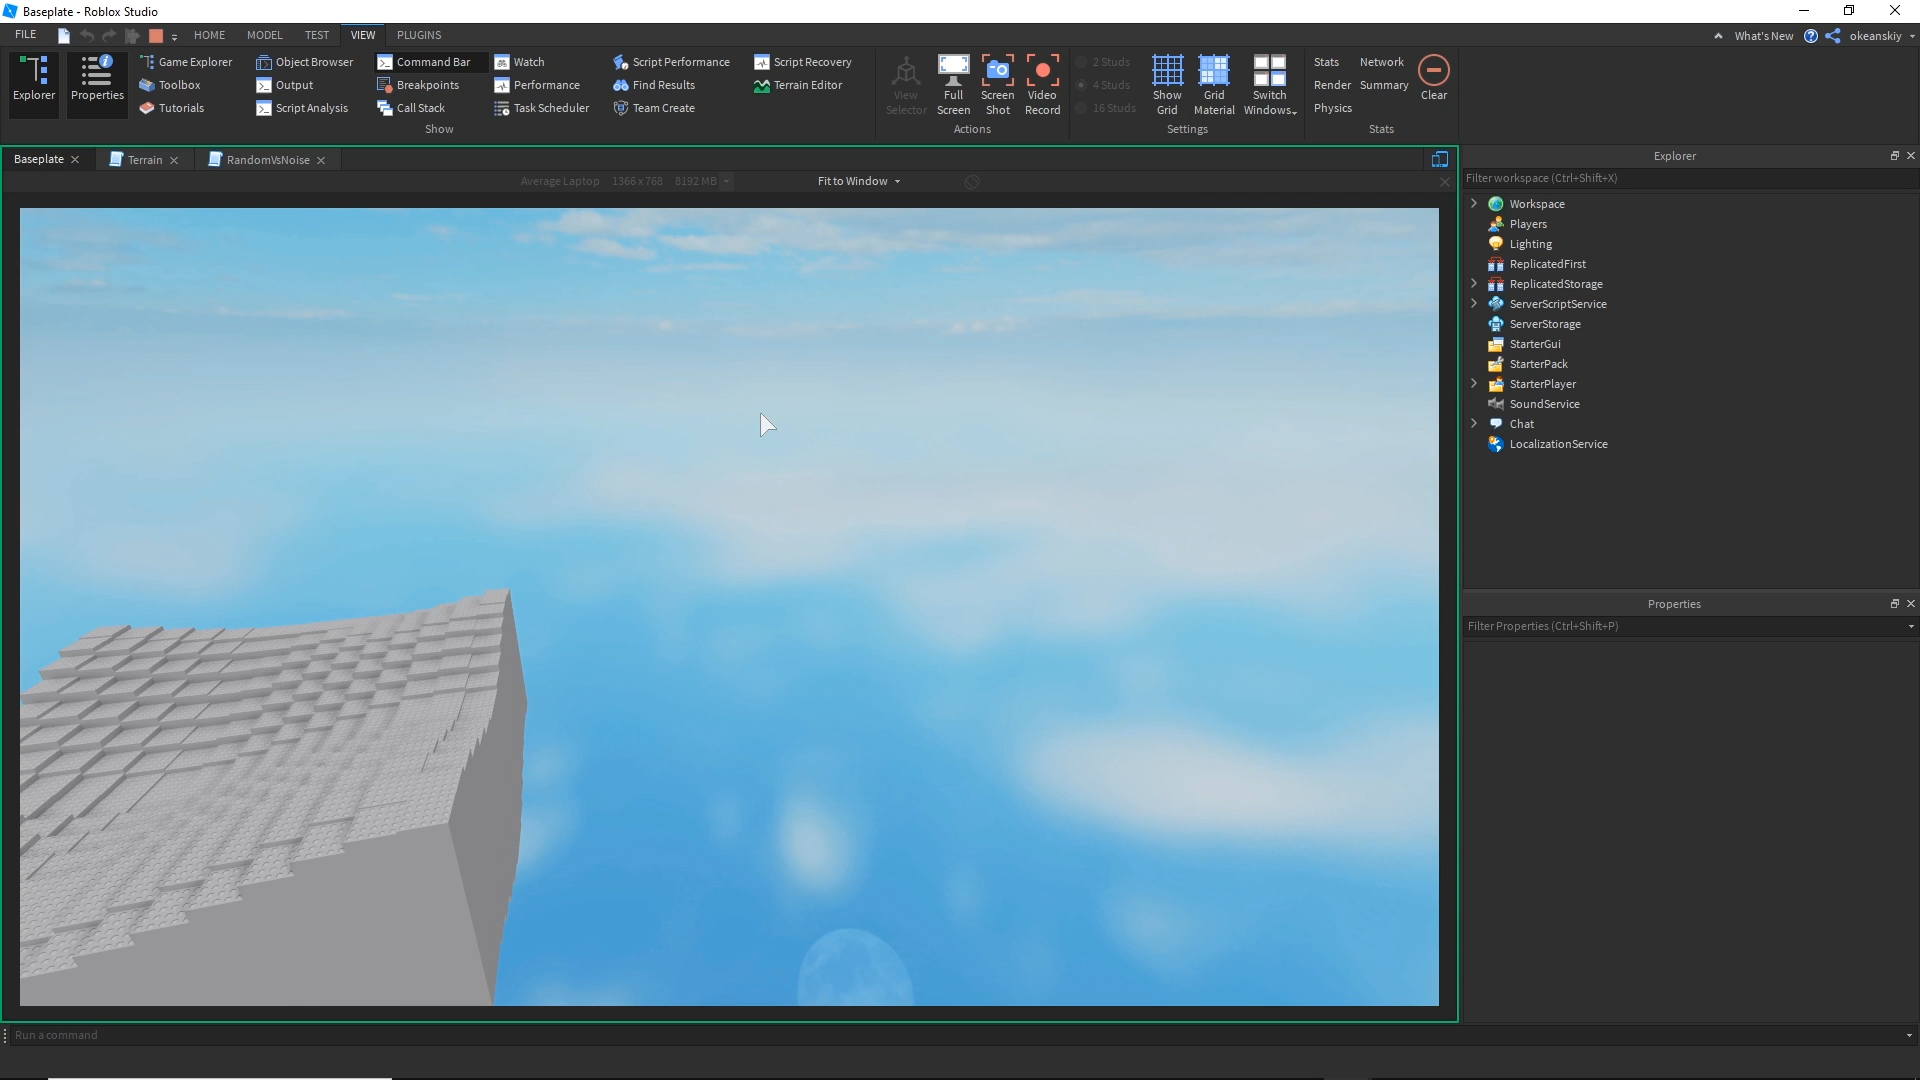 Baseplate - Roblox Studio
FILE HOME MODEL TEST VIEW PLUGINS What's New okeanskiy
Explorer Properties
Game Explorer Object Browser Command Bar Watch Script Performance Script Recovery
Toolbox Output Breakpoints Performance Find Results Terrain Editor
Tutorials Script Analysis Call Stack Task Scheduler Team Create
Show
View Selector Full Screen Screen Shot Video Record
Actions
2 Studs
4 Studs
16 Studs
Show Grid Grid Material Switch Windows
Settings
Stats Network
Render Summary
Physics
Clear
Stats
Baseplate Terrain RandomVsNoise
Average Laptop 1366 x 768 8192 MB Fit to Window
Explorer
Filter workspace (Ctrl+Shift+X)
Workspace
Players
Lighting
ReplicatedFirst
ReplicatedStorage
ServerScriptService
ServerStorage
StarterGui
StarterPack
StarterPlayer
SoundService
Chat
LocalizationService
Properties
Filter Properties (Ctrl+Shift+P)
Run a command